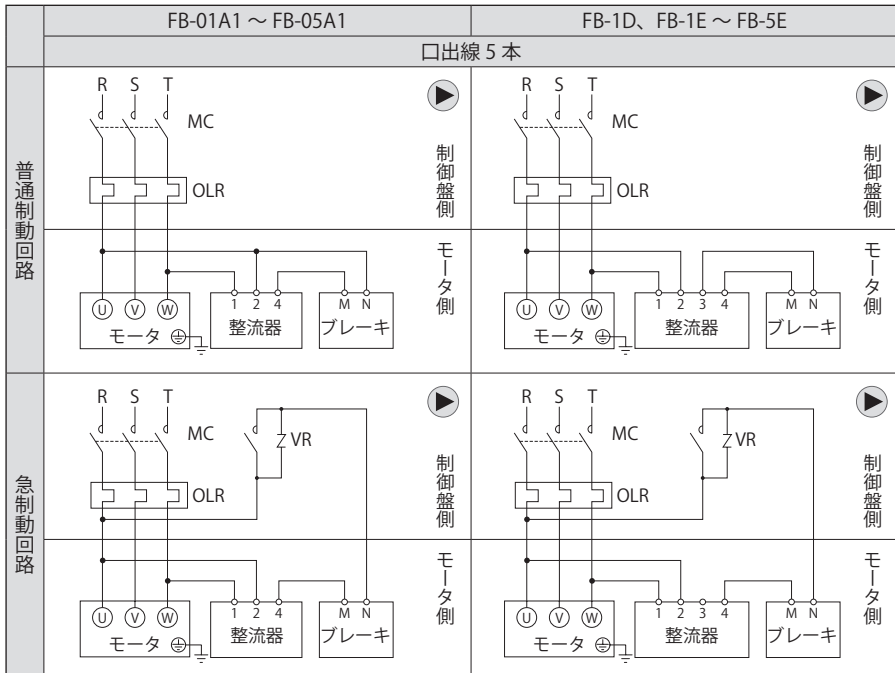 FB-01A1 ～ FB-05A1
FB-1D、FB-1E ～ FB-5E
口出線 5 本
普通制動回路
R S T
MC
OLR
制御盤側
モータ側
U V W
モータ
1 2 4
整流器
M N
ブレーキ
R S T
MC
OLR
制御盤側
モータ側
U V W
モータ
1 2 3 4
整流器
M N
ブレーキ
急制動回路
R S T
MC
VR
OLR
制御盤側
モータ側
U V W
モータ
1 2 4
整流器
M N
ブレーキ
R S T
MC
VR
OLR
制御盤側
モータ側
U V W
モータ
1 2 3 4
整流器
M N
ブレーキ